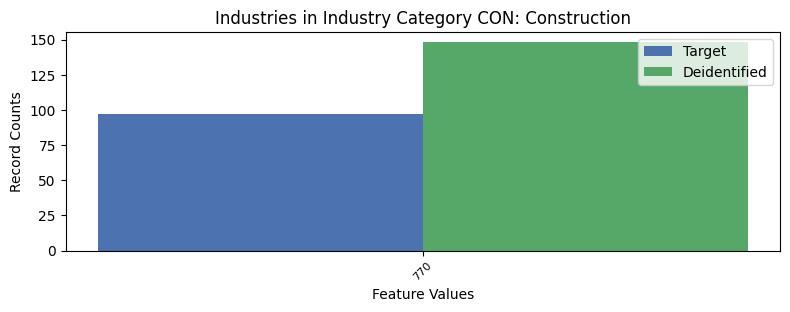 Industries in Industry Category CON: Construction
Record Counts
150
125
100
75
50
25
0
Target
Deidentified
770
Feature Values